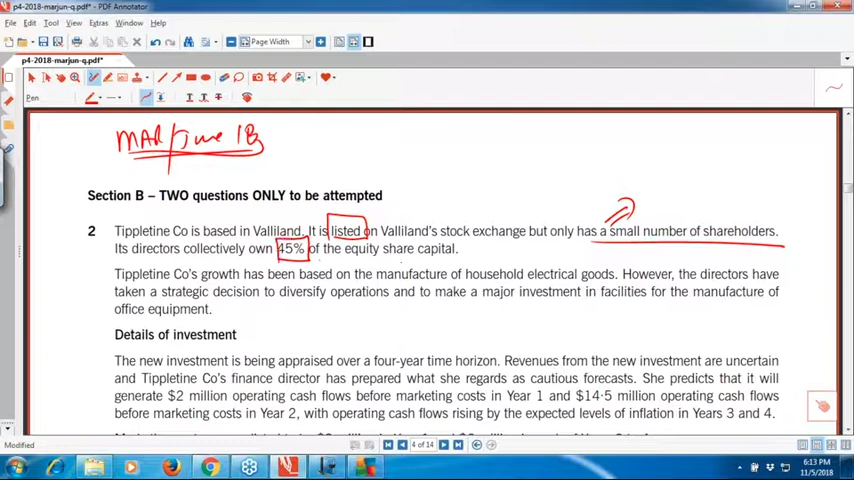 p4-2018-marjun-q.pdf* - PDF Annotator
File Edit Document Tool View Extras Window Help
Page Width
p4-2018-marjun-q.pdf*
Pen
MAR/June 18
Section B – TWO questions ONLY to be attempted
2 Tippletine Co is based in Valliland. It is listed on Valliland's stock exchange but only has a small number of shareholders.
Its directors collectively own 45% of the equity share capital.
Tippletine Co's growth has been based on the manufacture of household electrical goods. However, the directors have
taken a strategic decision to diversify operations and to make a major investment in facilities for the manufacture of
office equipment.
Details of investment
The new investment is being appraised over a four-year time horizon. Revenues from the new investment are uncertain
and Tippletine Co's finance director has prepared what she regards as cautious forecasts. She predicts that it will
generate $2 million operating cash flows before marketing costs in Year 1 and $14·5 million operating cash flows
before marketing costs in Year 2, with operating cash flows rising by the expected levels of inflation in Years 3 and 4.
Modified
4 of 14
6:13 PM
11/5/2018